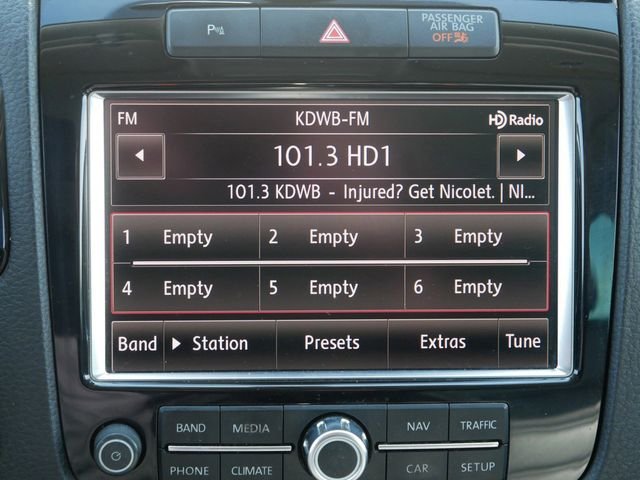 P
PASSENGER
AIR BAG
OFF
FM KDWB-FM HD Radio
101.3 HD1
101.3 KDWB - Injured? Get Nicolet. | NI...
1 Empty 2 Empty 3 Empty
4 Empty 5 Empty 6 Empty
Band Station Presets Extras Tune
BAND MEDIA NAV TRAFFIC
PHONE CLIMATE CAR SETUP